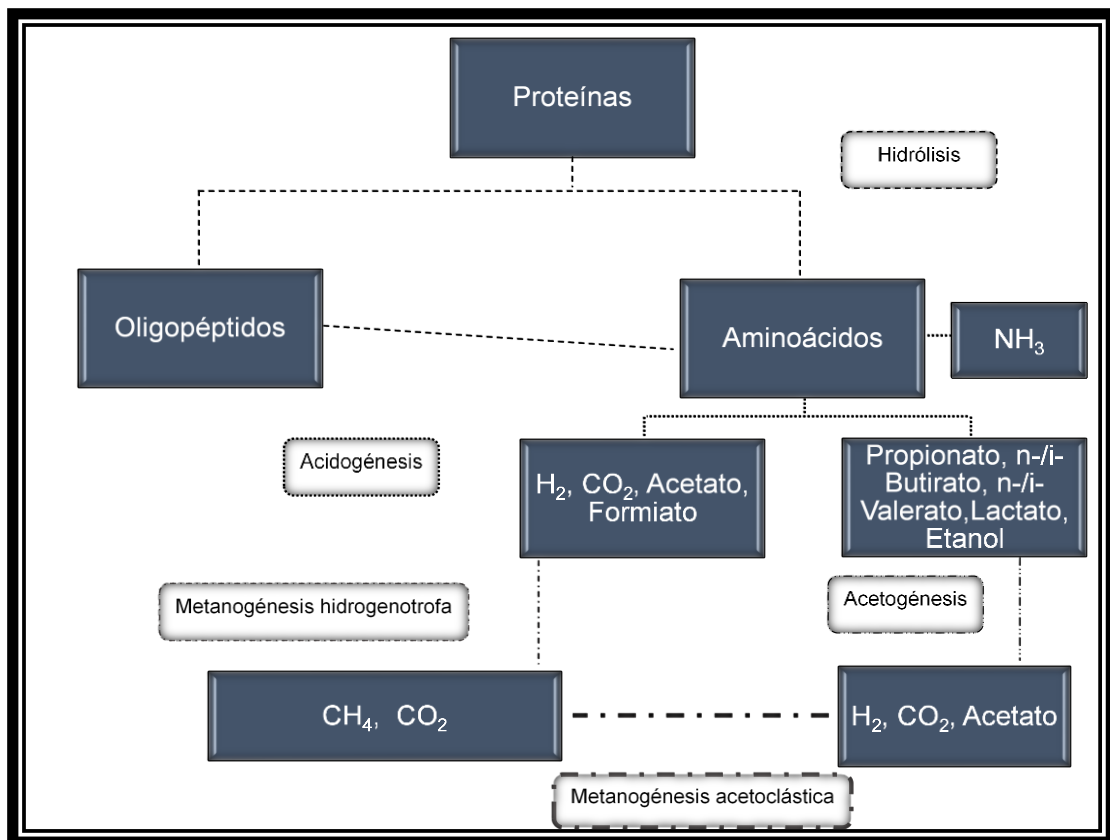 Proteínas
Hidrólisis
Oligopéptidos
Aminoácidos
NH₃
Acidogénesis
H₂, CO₂, Acetato,
Formiato
Propionato, n-/i-
Butirato, n-/i-
Valerato,Lactato,
Etanol
Metanogénesis hidrogenotrofa
Acetogénesis
CH₄, CO₂
H₂, CO₂, Acetato
Metanogénesis acetoclástica